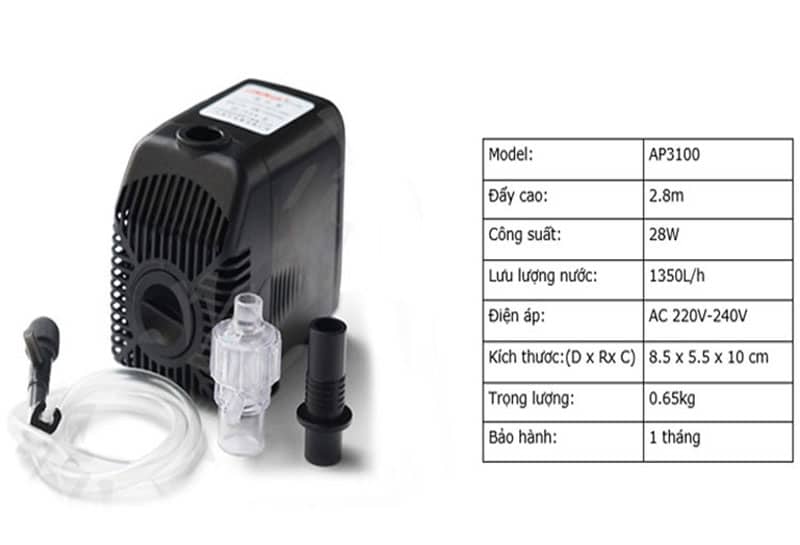 Model: AP3100
Đẩy cao: 2.8m
Công suất: 28W
Lưu lượng nước: 1350L/h
Điện áp: AC 220V-240V
Kích thươc:(D x Rx C) 8.5 x 5.5 x 10 cm
Trọng lượng: 0.65kg
Bảo hành: 1 tháng